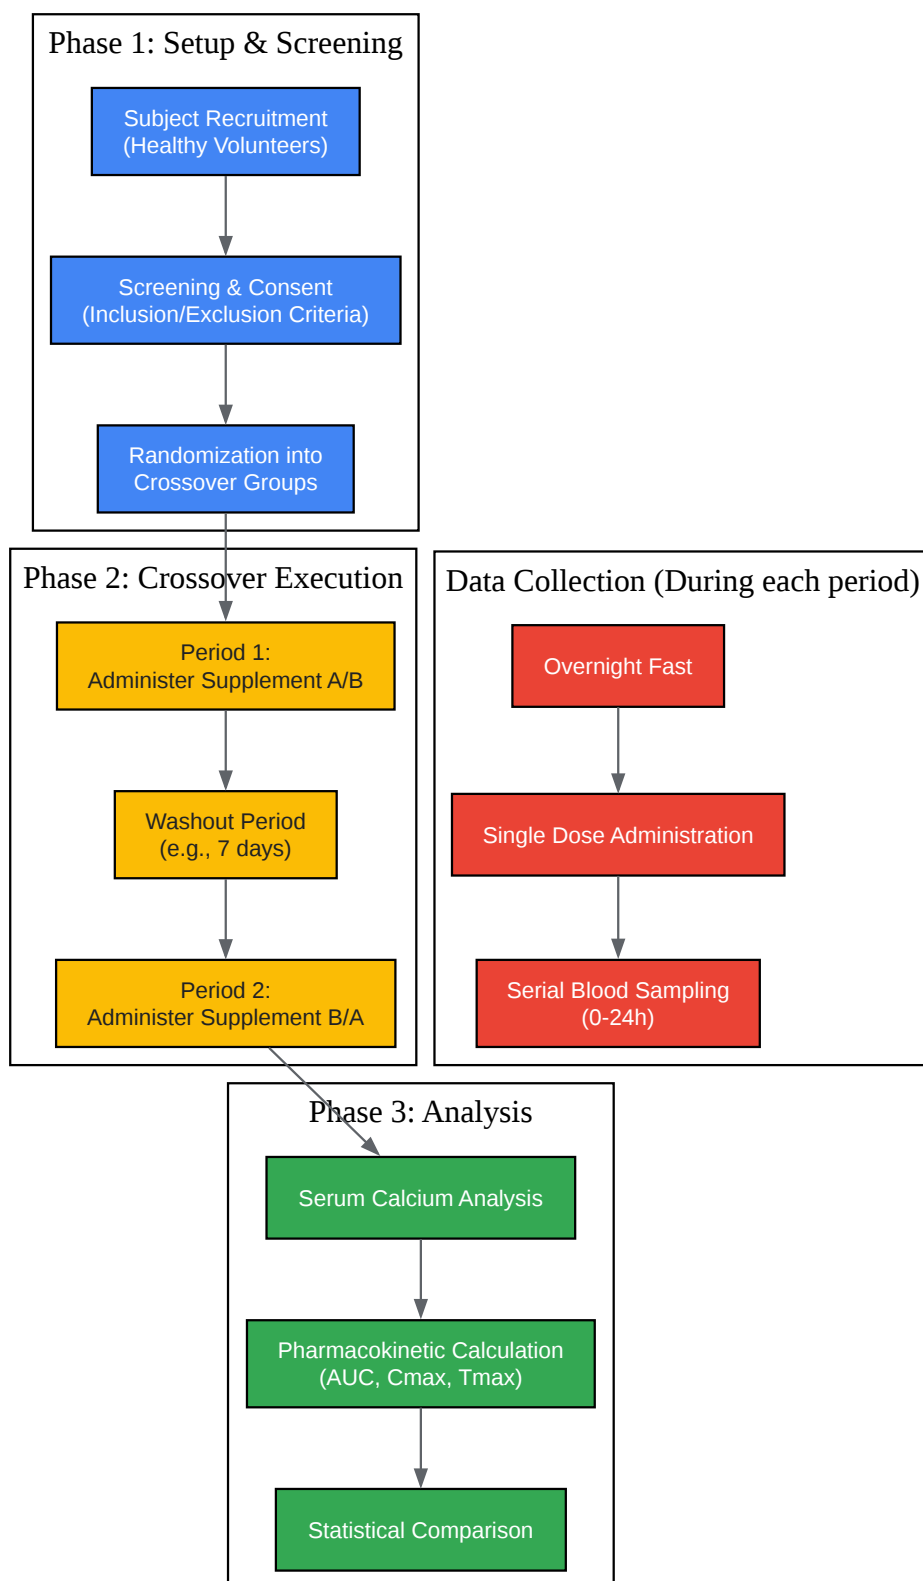 Phase 1: Setup & Screening
Subject Recruitment
(Healthy Volunteers)
Screening & Consent
(Inclusion/Exclusion Criteria)
Randomization into
Crossover Groups
Phase 2: Crossover Execution
Period 1:
Administer Supplement A/B
Washout Period
(e.g., 7 days)
Period 2:
Administer Supplement B/A
Data Collection (During each period)
Overnight Fast
Single Dose Administration
Serial Blood Sampling
(0-24h)
Phase 3: Analysis
Serum Calcium Analysis
Pharmacokinetic Calculation
(AUC, Cmax, Tmax)
Statistical Comparison